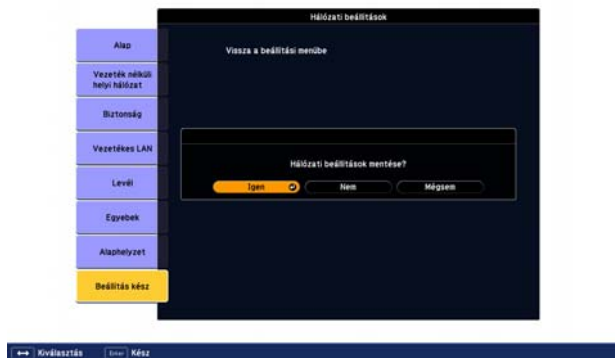 Hálózati beállítások
Alap
Vissza a beállítási menübe
Vezeték nélküli
helyi hálózat
Biztonság
Vezetékes LAN
Hálózati beállítások mentése?
Levél
Igen Nem Mégsem
Egyebek
Alaphelyzet
Beállítás kész
Kiválasztás Enter Kész